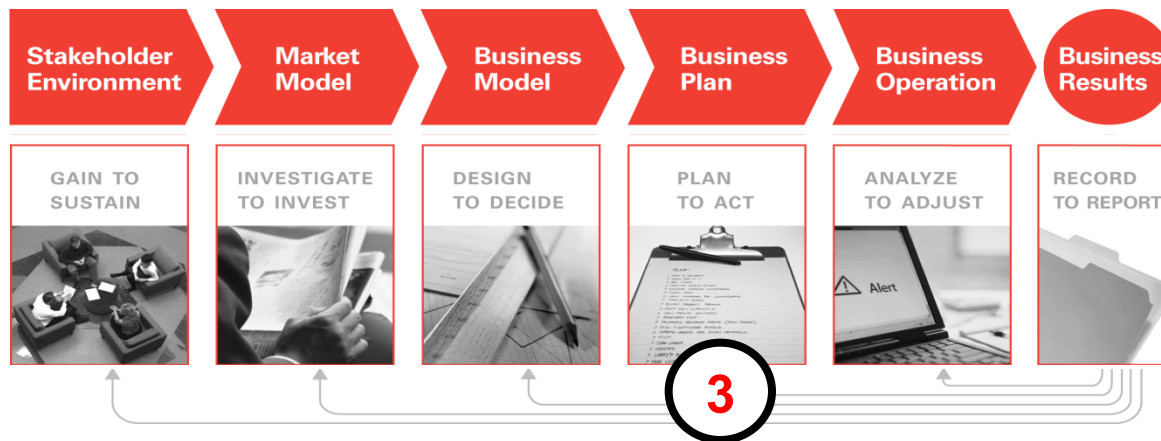 Stakeholder
Environment
Market
Model
Business
Model
Business
Plan
Business
Operation
Business
Results
GAIN TO
SUSTAIN
INVESTIGATE
TO INVEST
DESIGN
TO DECIDE
PLAN
TO ACT
ANALYZE
TO ADJUST
RECORD
TO REPORT
Alert
3